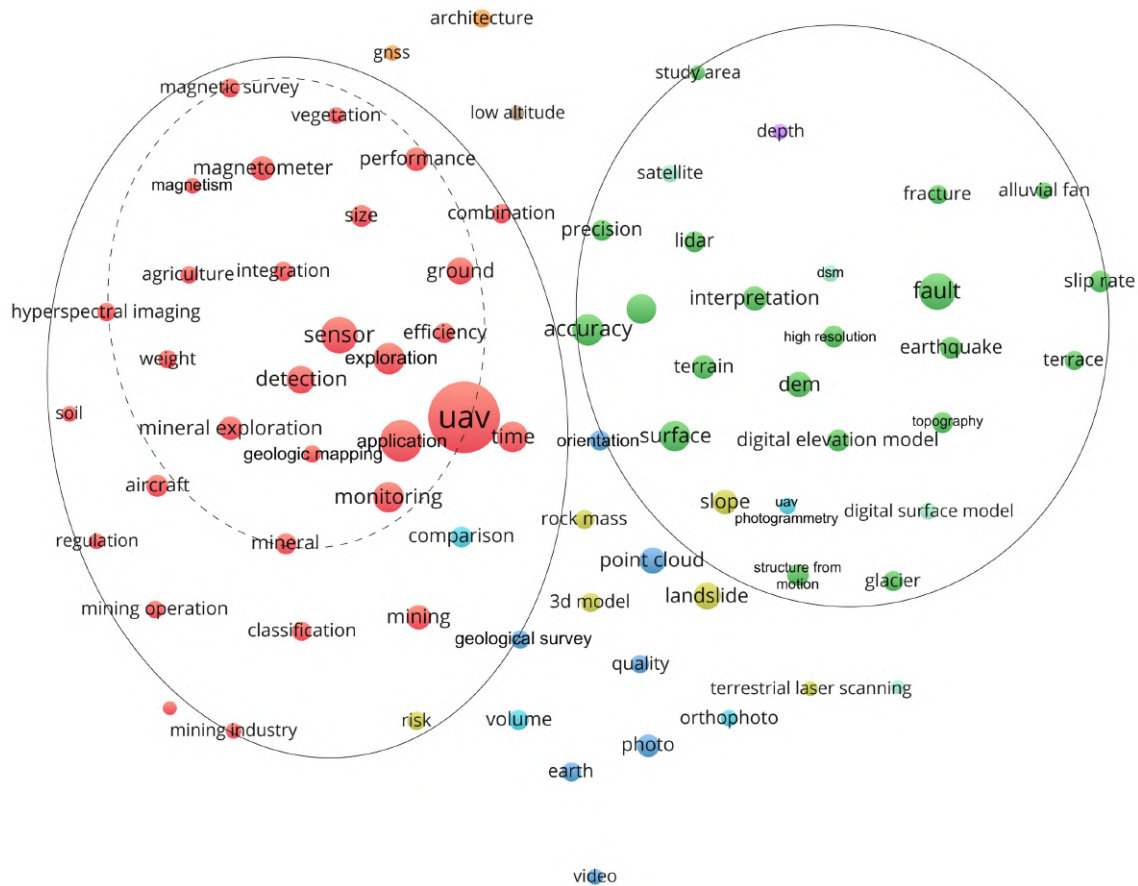 architecture
gnss
study area
magnetic survey
low altitude
vegetation
depth
performance
magnetometer
satellite
magnetism
fracture
alluvial fan
size
combination
precision
lidar
agriculture
integration
ground
dsm
slip rate
fault
interpretation
hyperspectral imaging
sensor
efficiency
accuracy
high resolution
earthquake
weight
exploration
terrain
terrace
detection
dem
soil
uav
topography
mineral exploration
application
time
orientation
surface
digital elevation model
geologic mapping
aircraft
monitoring
slope
uav
photogrammetry
digital surface model
rock mass
regulation
mineral
comparison
point cloud
structure from
motion
glacier
mining operation
3d model
landslide
classification
mining
geological survey
quality
terrestrial laser scanning
mining industry
risk
volume
orthophoto
photo
earth
video